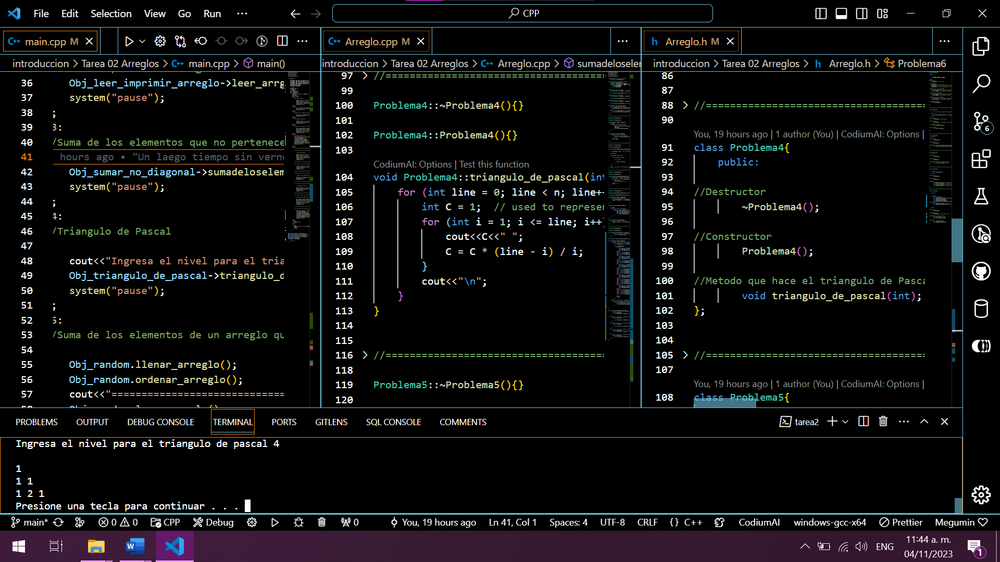 File Edit Selection View Go Run ··· CPP
main.cpp M
introduccion > Tarea 02 Arreglos > C++ main.cpp > main()
36 Obj_leer_imprimir_arreglo->leer_arreg
37 system("pause");
38 ;
39 3:
40 /Suma de los elementos que no pertenece
41 hours ago • "Un laego tiempo sin verno
42 Obj_sumar_no_diagonal->sumadeloselem
43 system("pause");
44 ;
45 4:
46 /Triangulo de Pascal
47
48 cout<<"Ingresa el nivel para el tria
49 Obj_triangulo_de_pascal->triangulo_d
50 system("pause");
51 ;
52 5:
53 /Suma de los elementos de un arreglo qu
54
55 Obj_random.llenar_arreglo();
56 Obj_random.ordenar_arreglo();
57 cout<<"=============================
Arreglo.cpp M
introduccion > Tarea 02 Arreglos > C++ Arreglo.cpp > sumadeloseler
97 > //=====================================
99
100 Problema4::~Problema4(){}
101
102 Problema4::Problema4(){}
103
CodiumAI: Options | Test this function
104 void Problema4::triangulo_de_pascal(int
105 for (int line = 0; line < n; line++
106 int C = 1;  // used to represen
107 for (int i = 1; i <= line; i++)
108 cout<<C<<" ";
109 C = C * (line - i) / i;
110 }
111 cout<<"\n";
112 }
113 }
114
115
116 > //=====================================
118
119 Problema5::~Problema5(){}
120
Arreglo.h M
introduccion > Tarea 02 Arreglos > h Arreglo.h > Problema6
86
87
88 > //=====================================
90
You, 19 hours ago | 1 author (You) | CodiumAI: Options |
91 class Problema4{
92 public:
93
94 //Destructor
95 ~Problema4();
96
97 //Constructor
98 Problema4();
99
100 //Metodo que hace el triangulo de Pasca
101 void triangulo_de_pascal(int);
102 };
103
104
105 > //=====================================
107
You, 19 hours ago | 1 author (You) | CodiumAI: Options |
108 class Problema5{
6
PROBLEMS OUTPUT DEBUG CONSOLE TERMINAL PORTS GITLENS SQL CONSOLE COMMENTS tarea2
Ingresa el nivel para el triangulo de pascal 4
1
1 1
1 2 1
Presione una tecla para continuar . . .
main* 0 0 CPP Debug 0 You, 19 hours ago Ln 41, Col 1 Spaces: 4 UTF-8 CRLF {} C++ CodiumAI windows-gcc-x64 Prettier Megumin
ENG 11:44 a. m.
04/11/2023
1